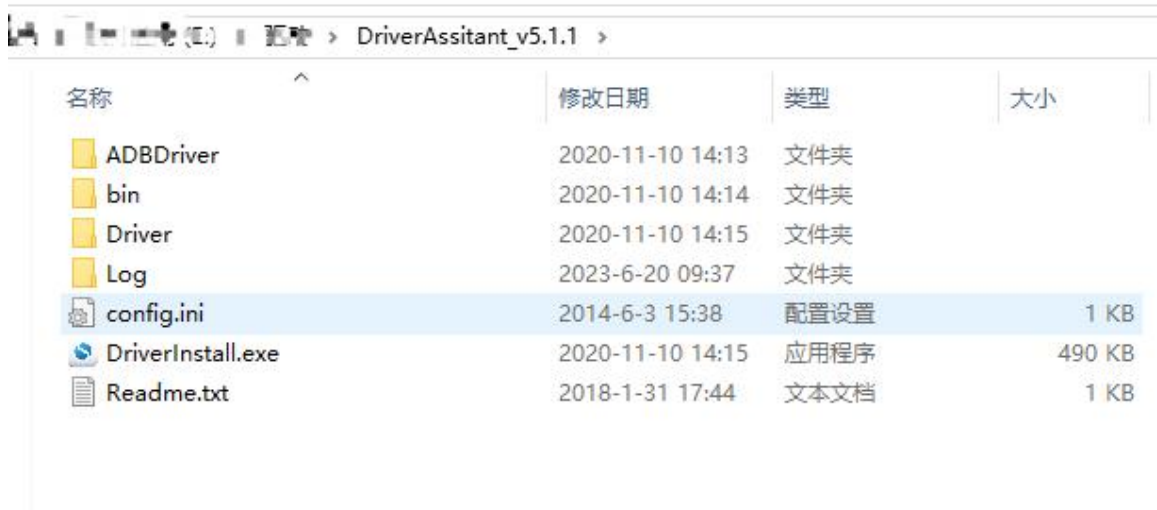 (E:) › DriverAssitant_v5.1.1 ›
名称 修改日期 类型 大小
ADBDriver 2020-11-10 14:13 文件夹
bin 2020-11-10 14:14 文件夹
Driver 2020-11-10 14:15 文件夹
Log 2023-6-20 09:37 文件夹
config.ini 2014-6-3 15:38 配置设置 1 KB
DriverInstall.exe 2020-11-10 14:15 应用程序 490 KB
Readme.txt 2018-1-31 17:44 文本文档 1 KB